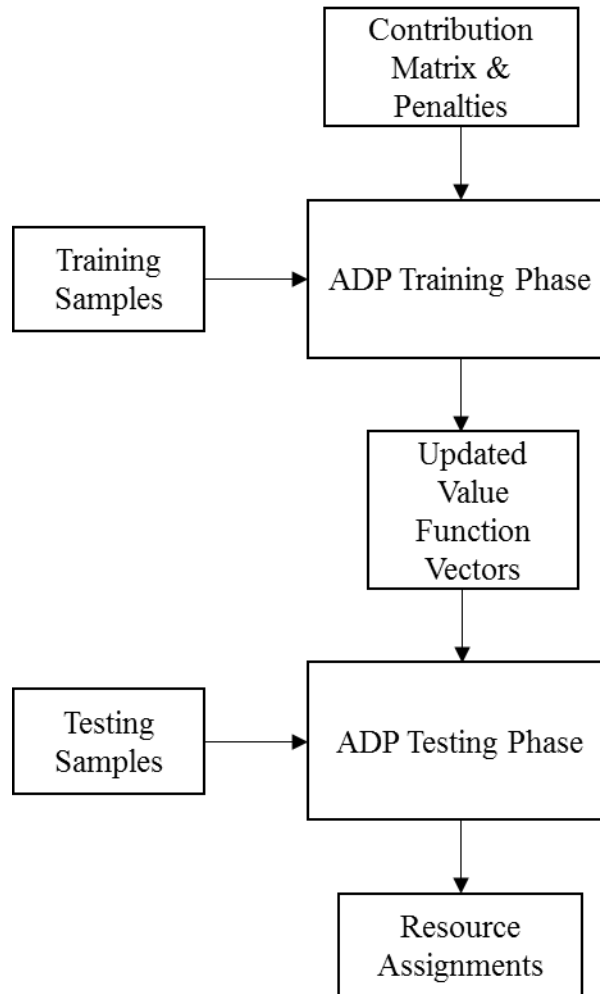 Contribution
Matrix &
Penalties
Training
Samples
ADP Training Phase
Updated
Value
Function
Vectors
Testing
Samples
ADP Testing Phase
Resource
Assignments